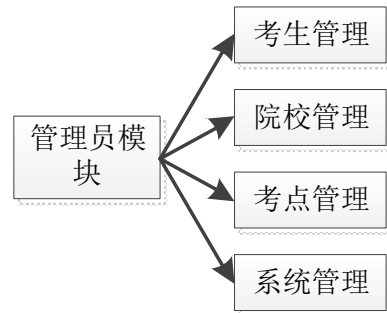 管理员模
块
考生管理
院校管理
考点管理
系统管理